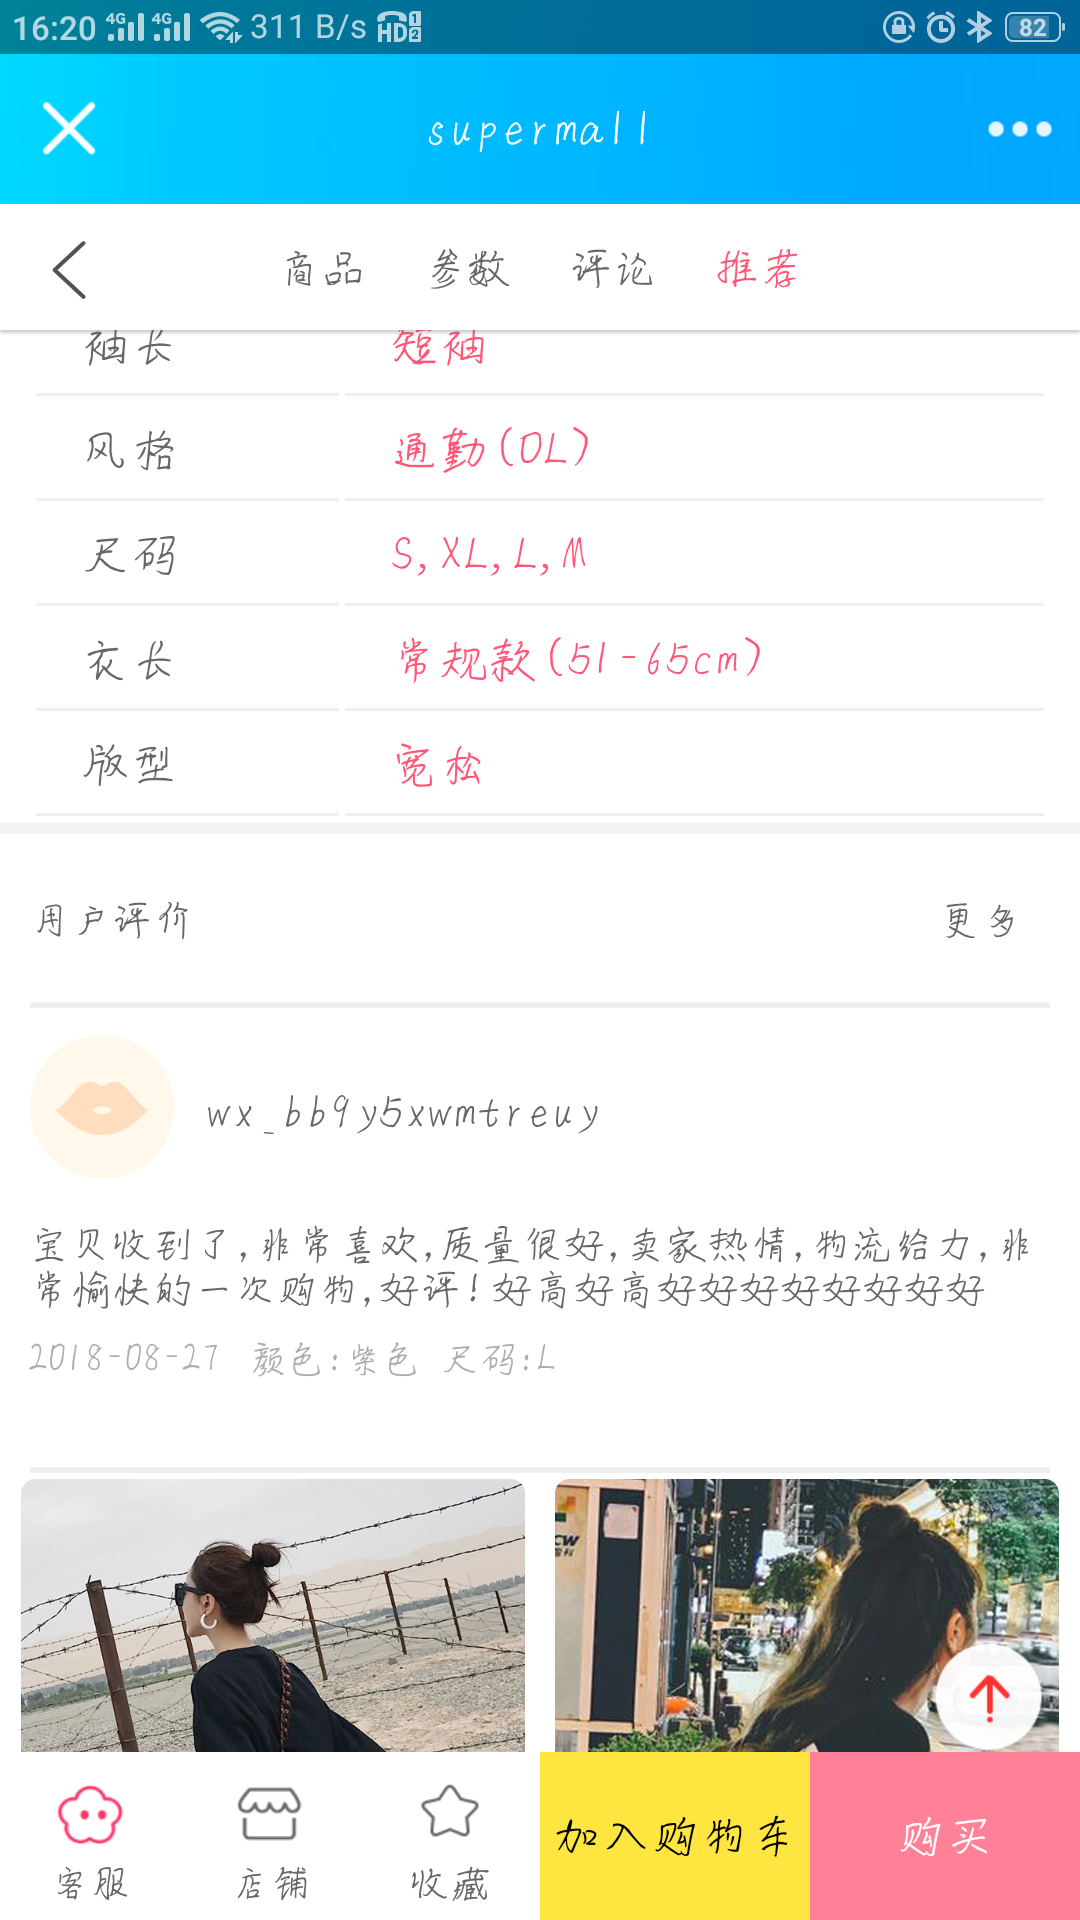 16:20 4G 4G 311 B/s HD 1 2 82
supermall
商品 参数 评论 推荐
袖长 短袖
风格 通勤(OL)
尺码 S,XL,L,M
衣长 常规款(51-65cm)
版型 宽松
用户评价 更多
wx_bb9y5xwmtreuy
宝贝收到了,非常喜欢,质量很好,卖家热情,物流给力,非
常愉快的一次购物,好评!好高好高好好好好好好好好
2018-08-27 颜色:柴色 尺码:L
CW
客服 店铺 收藏 加入购物车 购买